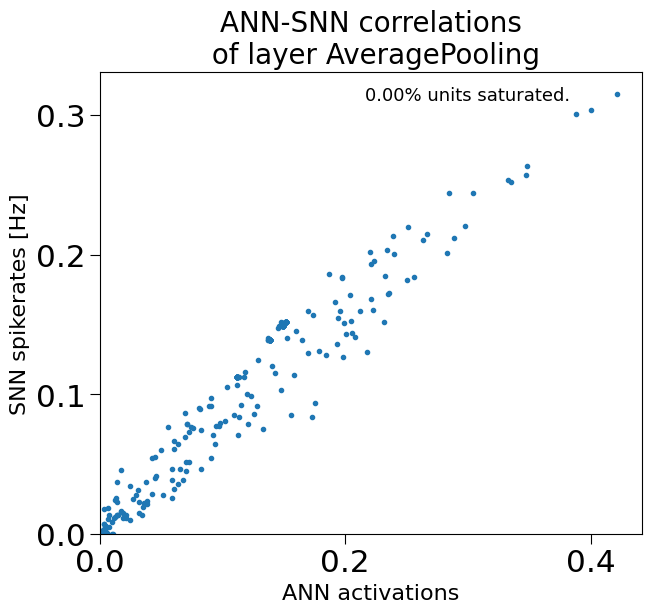 ANN-SNN correlations
of layer AveragePooling
0.00% units saturated.
SNN spikerates [Hz]
0.3
0.2
0.1
0.0
0.0 0.2 0.4
ANN activations